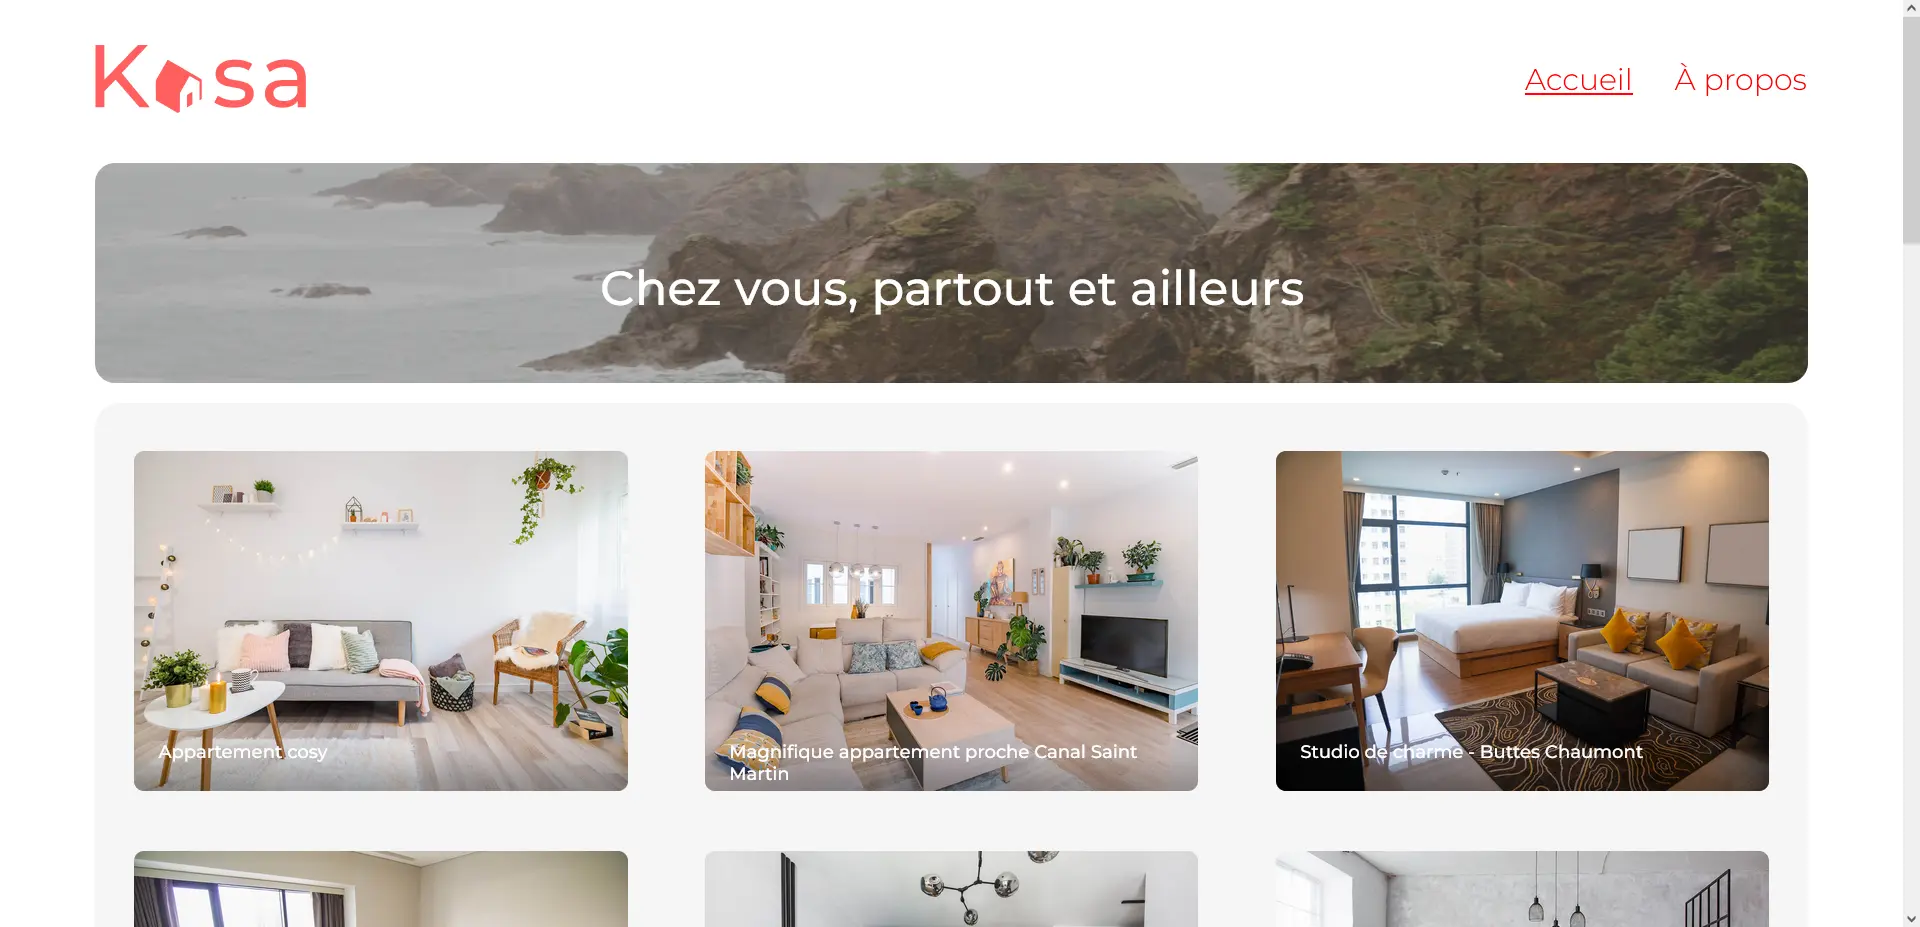 Kasa
Accueil
À propos
Chez vous, partout et ailleurs
Appartement cosy
Magnifique appartement proche Canal Saint
Martin
Studio de charme - Buttes Chaumont